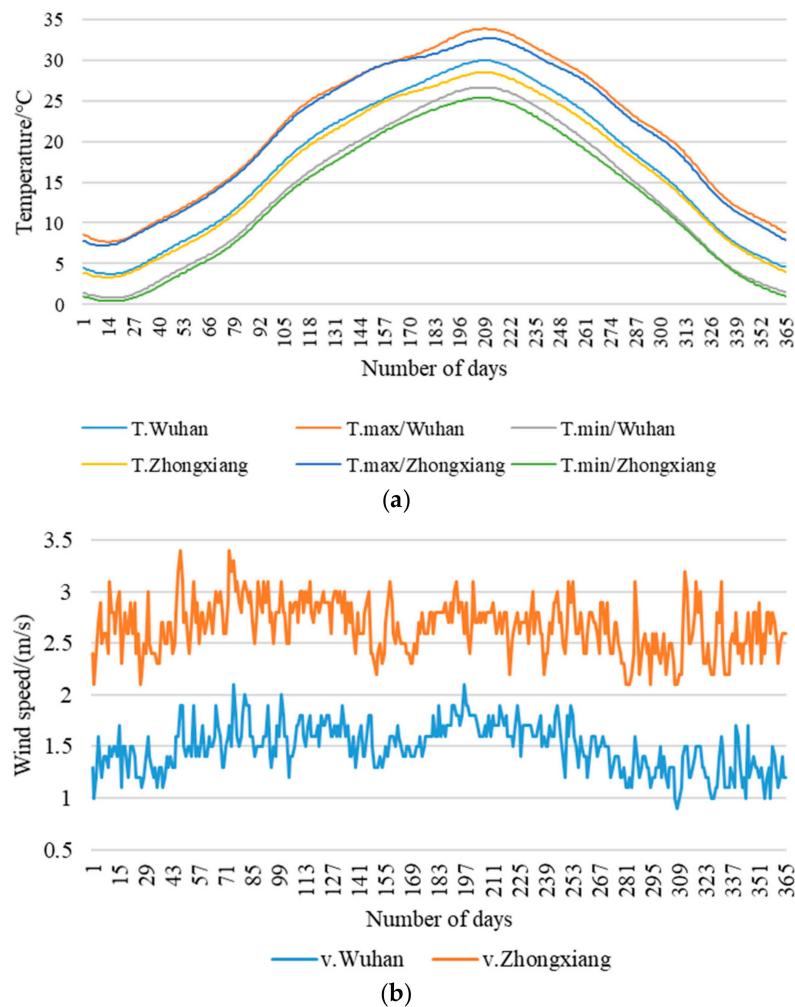 Temperature/°C
35
30
25
20
15
10
5
0
1 14 27 40 53 66 79 92 105 118 131 144 157 170 183 196 209 222 235 248 261 274 287 300 313 326 339 352 365
Number of days
T.Wuhan T.max/Wuhan T.min/Wuhan
T.Zhongxiang T.max/Zhongxiang T.min/Zhongxiang
(a)
Wind speed/(m/s)
3.5
3
2.5
2
1.5
1
0.5
1 15 29 43 57 71 85 99 113 127 141 155 169 183 197 211 225 239 253 267 281 295 309 323 337 351 365
Number of days
v.Wuhan v.Zhongxiang
(b)